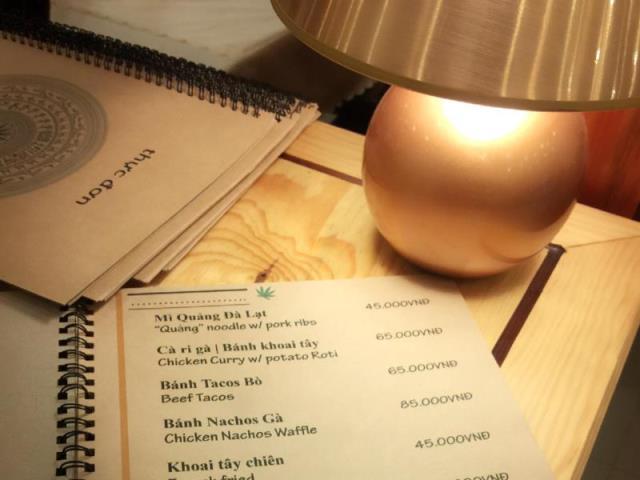 thực đơn
Mì Quảng Đà Lạt 45.000VNĐ
"Quảng" noodle w/ pork ribs
Cà ri gà | Bánh khoai tây 65.000VNĐ
Chicken Curry w/ potato Roti
Bánh Tacos Bò 65.000VNĐ
Beef Tacos
Bánh Nachos Gà 85.000VNĐ
Chicken Nachos Waffle
Khoai tây chiên 45.000VNĐ
fried